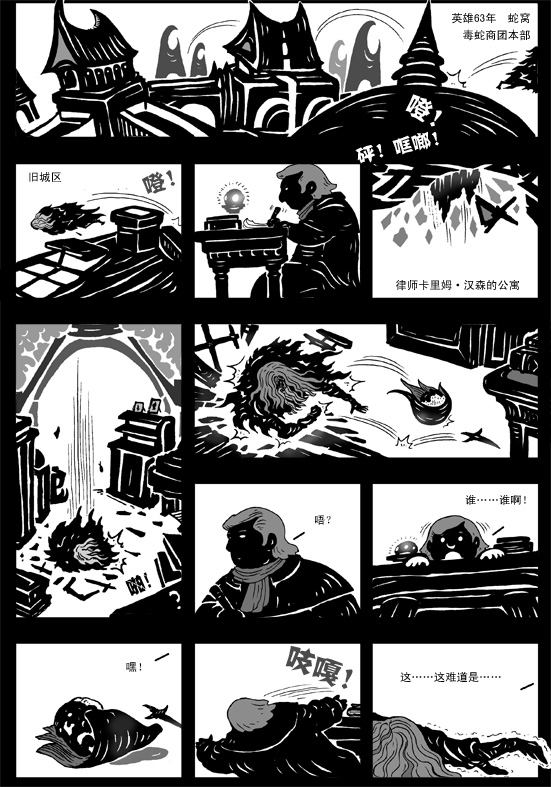 英雄63年　蛇窝
毒蛇商团本部
噔！
砰！哐啷！
旧城区
噔！
律师卡里姆·汉森的公寓
唔？
谁……谁啊！
嘿！
吱嘎！
这……这难道是……